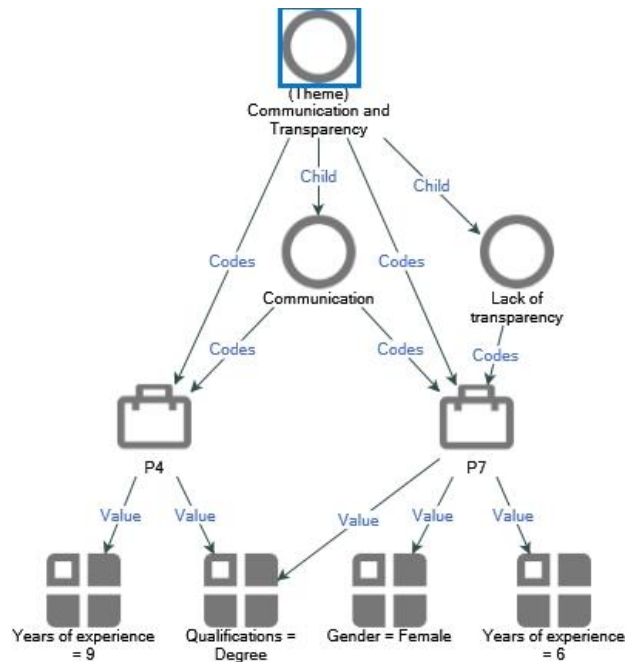 (Theme)
Communication and
Transparency
Child
Child
Codes
Codes
Communication
Lack of
transparency
Codes
Codes
Codes
P4
P7
Value
Value
Value
Value
Value
Years of experience
= 9
Qualifications =
Degree
Gender = Female
Years of experience
= 6